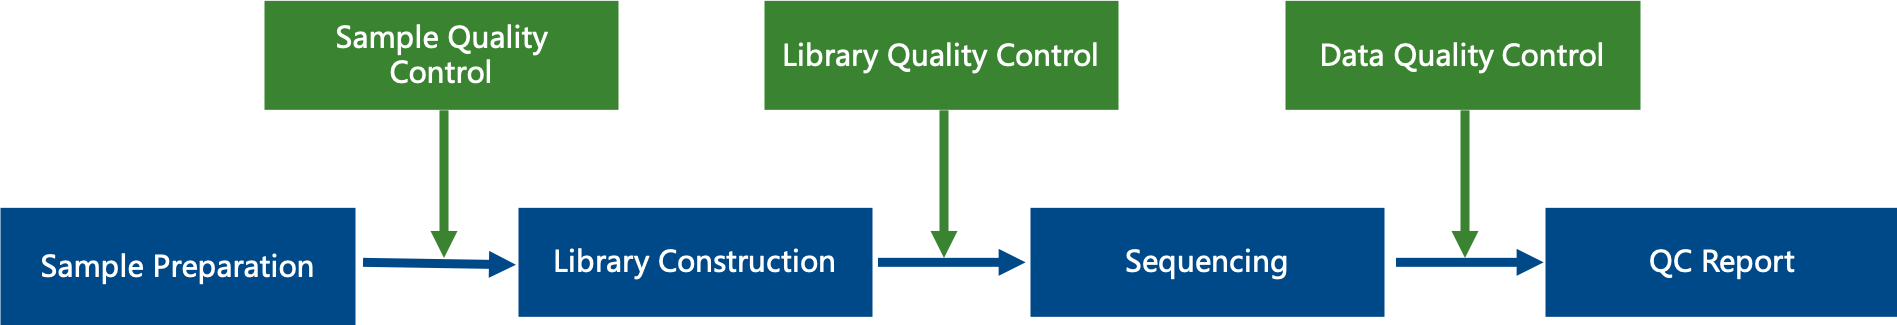 Sample Quality
Control
Library Quality Control
Data Quality Control
Sample Preparation
Library Construction
Sequencing
QC Report